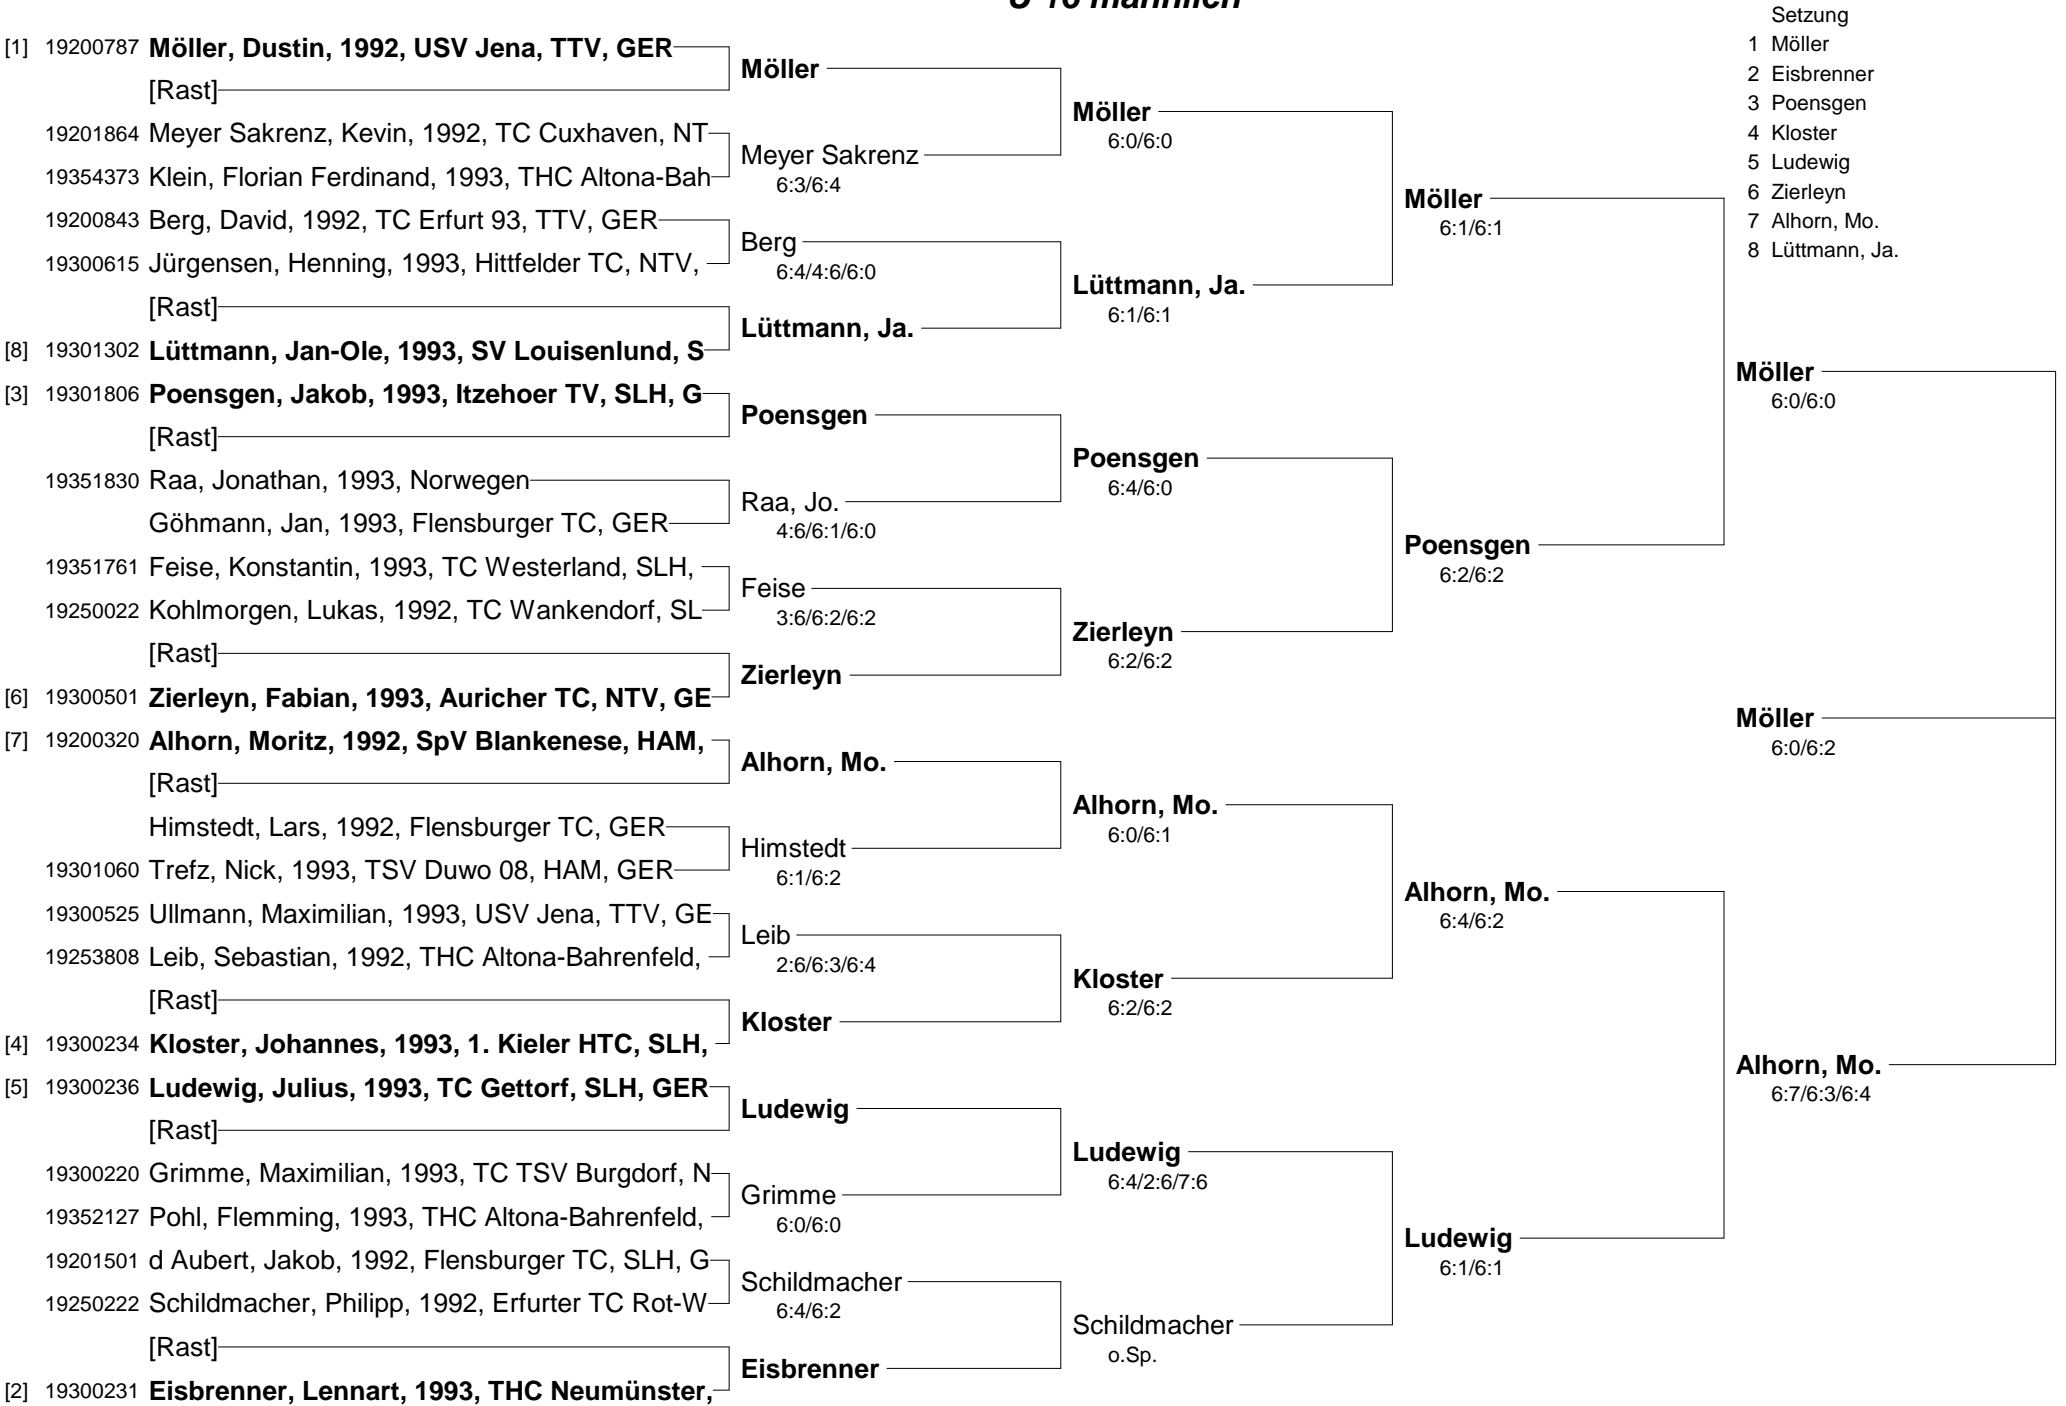 U 16 männlich
Setzung
1 Möller
2 Eisbrenner
3 Poensgen
4 Kloster
5 Ludewig
6 Zierleyn
7 Alhorn, Mo.
8 Lüttmann, Ja.
[1] 19200787 Möller, Dustin, 1992, USV Jena, TTV, GER
[Rast]
19201864 Meyer Sakrenz, Kevin, 1992, TC Cuxhaven, NT
19354373 Klein, Florian Ferdinand, 1993, THC Altona-Bah
19200843 Berg, David, 1992, TC Erfurt 93, TTV, GER
19300615 Jürgensen, Henning, 1993, Hittfelder TC, NTV,
[Rast]
[8] 19301302 Lüttmann, Jan-Ole, 1993, SV Louisenlund, S
[3] 19301806 Poensgen, Jakob, 1993, Itzehoer TV, SLH, G
[Rast]
19351830 Raa, Jonathan, 1993, Norwegen
Göhmann, Jan, 1993, Flensburger TC, GER
19351761 Feise, Konstantin, 1993, TC Westerland, SLH,
19250022 Kohlmorgen, Lukas, 1992, TC Wankendorf, SL
[Rast]
[6] 19300501 Zierleyn, Fabian, 1993, Auricher TC, NTV, GE
[7] 19200320 Alhorn, Moritz, 1992, SpV Blankenese, HAM,
[Rast]
Himstedt, Lars, 1992, Flensburger TC, GER
19301060 Trefz, Nick, 1993, TSV Duwo 08, HAM, GER
19300525 Ullmann, Maximilian, 1993, USV Jena, TTV, GE
19253808 Leib, Sebastian, 1992, THC Altona-Bahrenfeld,
[Rast]
[4] 19300234 Kloster, Johannes, 1993, 1. Kieler HTC, SLH,
[5] 19300236 Ludewig, Julius, 1993, TC Gettorf, SLH, GER
[Rast]
19300220 Grimme, Maximilian, 1993, TC TSV Burgdorf, N
19352127 Pohl, Flemming, 1993, THC Altona-Bahrenfeld,
19201501 d Aubert, Jakob, 1992, Flensburger TC, SLH, G
19250222 Schildmacher, Philipp, 1992, Erfurter TC Rot-W
[Rast]
[2] 19300231 Eisbrenner, Lennart, 1993, THC Neumünster,
Möller
Meyer Sakrenz
6:3/6:4
Berg
6:4/4:6/6:0
Lüttmann, Ja.
Poensgen
Raa, Jo.
4:6/6:1/6:0
Feise
3:6/6:2/6:2
Zierleyn
Alhorn, Mo.
Himstedt
6:1/6:2
Leib
2:6/6:3/6:4
Kloster
Ludewig
Grimme
6:0/6:0
Schildmacher
6:4/6:2
Eisbrenner
Möller
6:0/6:0
Lüttmann, Ja.
6:1/6:1
Poensgen
6:4/6:0
Zierleyn
6:2/6:2
Alhorn, Mo.
6:0/6:1
Kloster
6:2/6:2
Ludewig
6:4/2:6/7:6
Schildmacher
o.Sp.
Möller
6:1/6:1
Poensgen
6:2/6:2
Alhorn, Mo.
6:4/6:2
Ludewig
6:1/6:1
Möller
6:0/6:0
Möller
6:0/6:2
Alhorn, Mo.
6:7/6:3/6:4